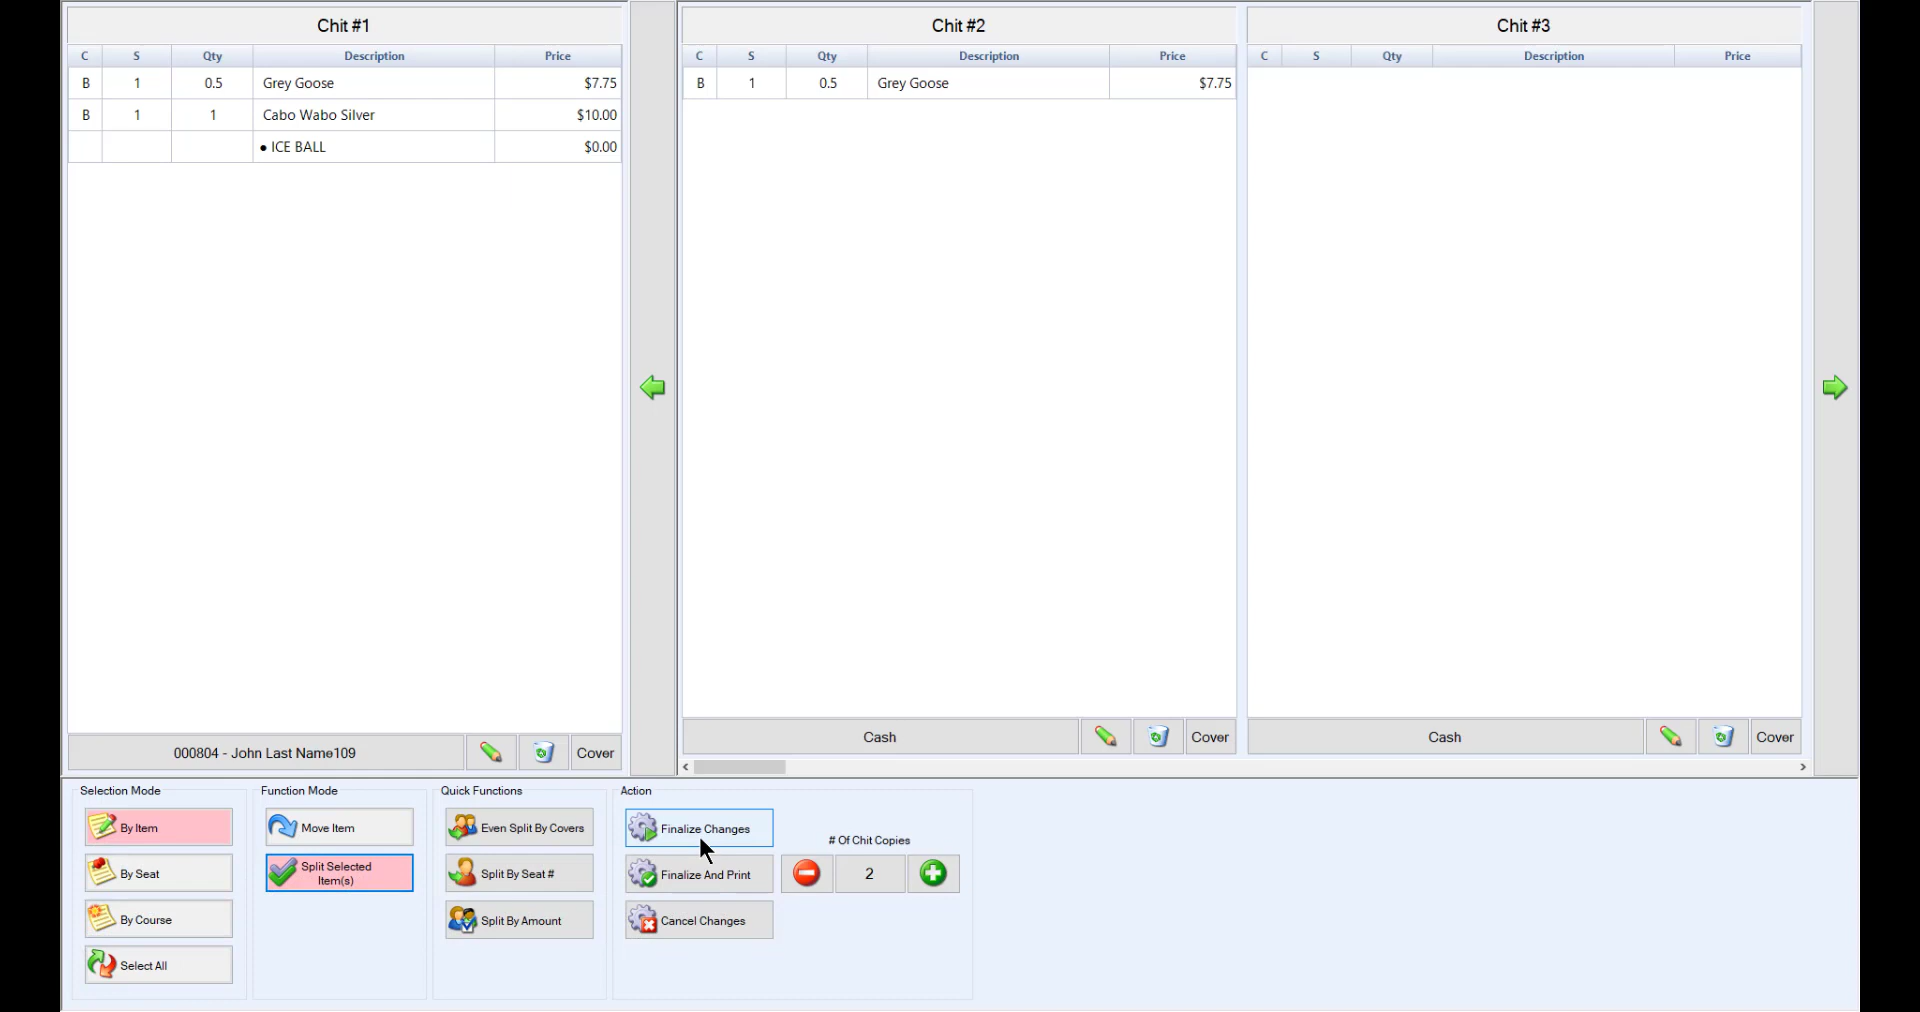 Chit #1
C S Qty Description Price
B 1 0.5 Grey Goose $7.75
B 1 1 Cabo Wabo Silver $10.00
● ICE BALL $0.00
000804 - John Last Name109 Cover
Chit #2
C S Qty Description Price
B 1 0.5 Grey Goose $7.75
Cash Cover
Chit #3
C S Qty Description Price
Cash Cover
Selection Mode
By Item
By Seat
By Course
Select All
Function Mode
Move Item
Split Selected
Item(s)
Quick Functions
Even Split By Covers
Split By Seat #
Split By Amount
Action
Finalize Changes
Finalize And Print
Cancel Changes
# Of Chit Copies
2